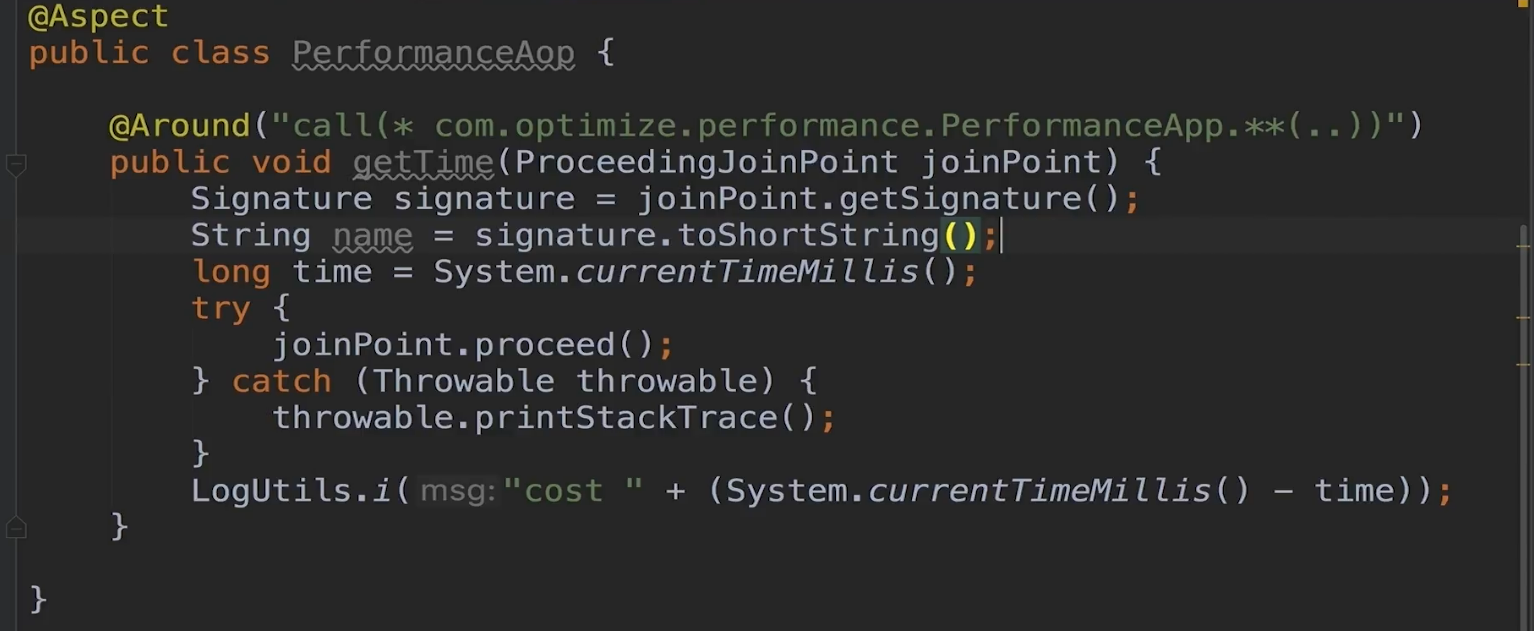 @Aspect
public class PerformanceAop {
@Around("call(* com.optimize.performance.PerformanceApp.**(..))")
public void getTime(ProceedingJoinPoint joinPoint) {
Signature signature = joinPoint.getSignature();
String name = signature.toShortString();
long time = System.currentTimeMillis();
try {
joinPoint.proceed();
} catch (Throwable throwable) {
throwable.printStackTrace();
}
LogUtils.i( msg: "cost " + (System.currentTimeMillis() - time));
}
}